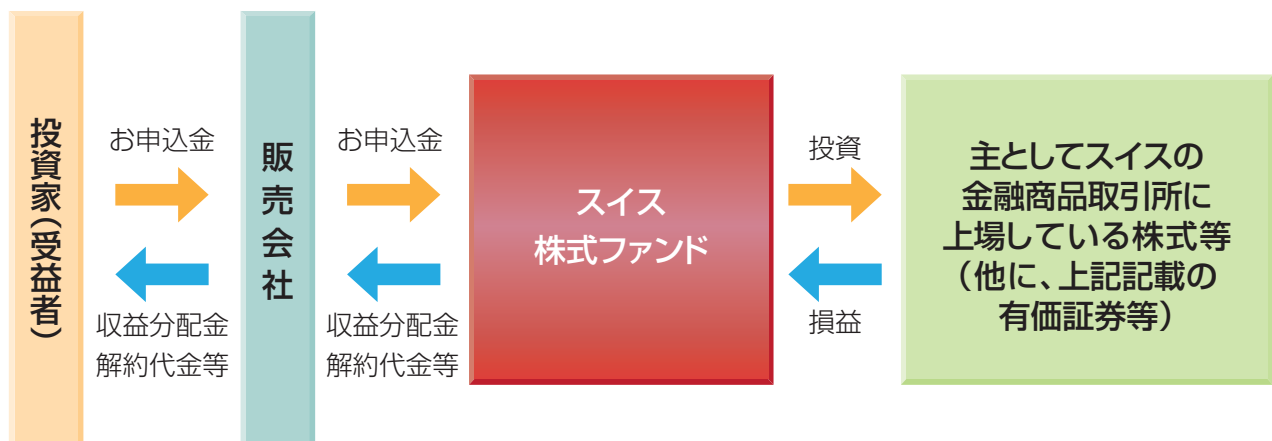 投資家(受益者)
お申込金
収益分配金
解約代金等
販売会社
お申込金
収益分配金
解約代金等
スイス
株式ファンド
投資
損益
主としてスイスの
金融商品取引所に
上場している株式等
(他に、上記記載の
有価証券等)